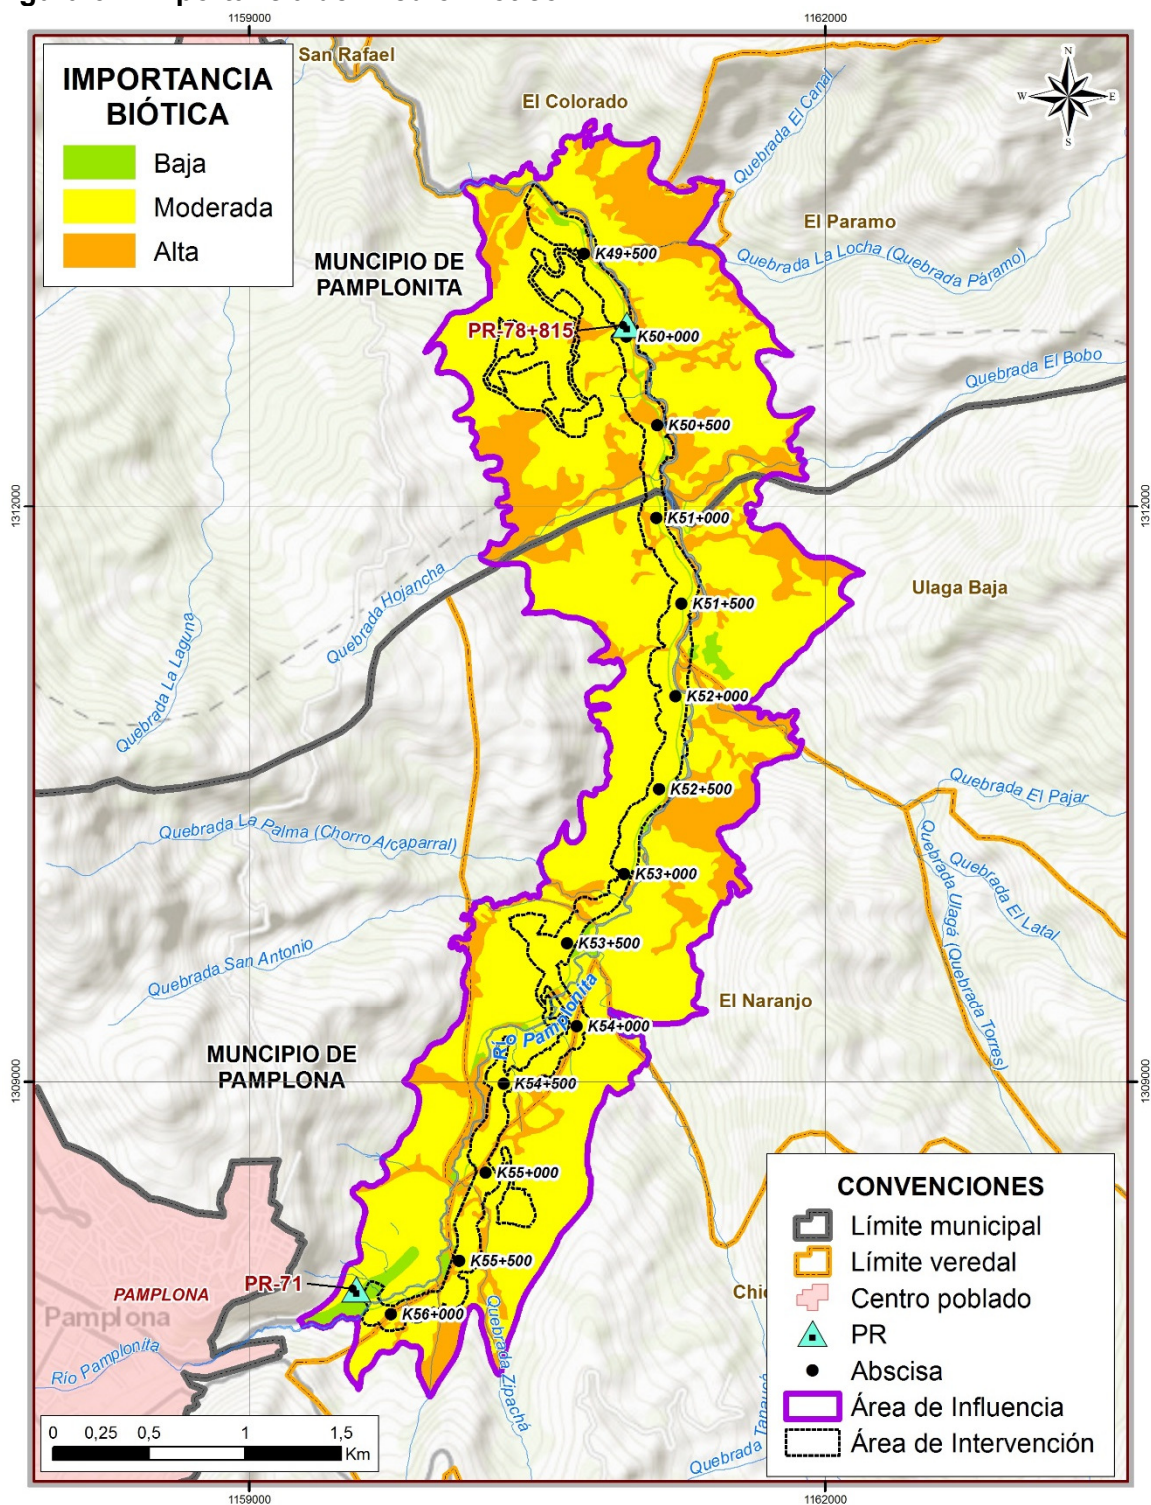 1159000
1162000
San Rafael
El Colorado
IMPORTANCIA
BIÓTICA
Baja
Moderada
Alta
N
W
E
S
Quebrada El Canal
El Paramo
MUNCIPIO DE
PAMPLONITA
K49+500
Quebrada La Locha (Quebrada Páramo)
PR-78+815
K50+000
Quebrada El Bobo
K50+500
1312000
1312000
K51+000
Quebrada Hojancha
Ulaga Baja
K51+500
Quebrada La Laguna
K52+000
K52+500
Quebrada El Pajar
Quebrada La Palma (Chorro A/caparral)
K53+000
Quebrada El Latal
Quebrada Ulagá (Quebrada Torres)
K53+500
Quebrada San Antonio
El Naranjo
Río Pamplonita
K54+000
MUNCIPIO DE
PAMPLONA
1309000
1309000
K54+500
K55+000
K55+500
PR-71
PAMPLONA
Pamplona
K56+000
Río Pamplonita
Quebrada Zipachá
CONVENCIONES
Límite municipal
Límite veredal
Centro poblado
PR
Abscisa
Área de Influencia
Área de Intervención
0 0,25 0,5 1 1,5
Km
1159000
1162000